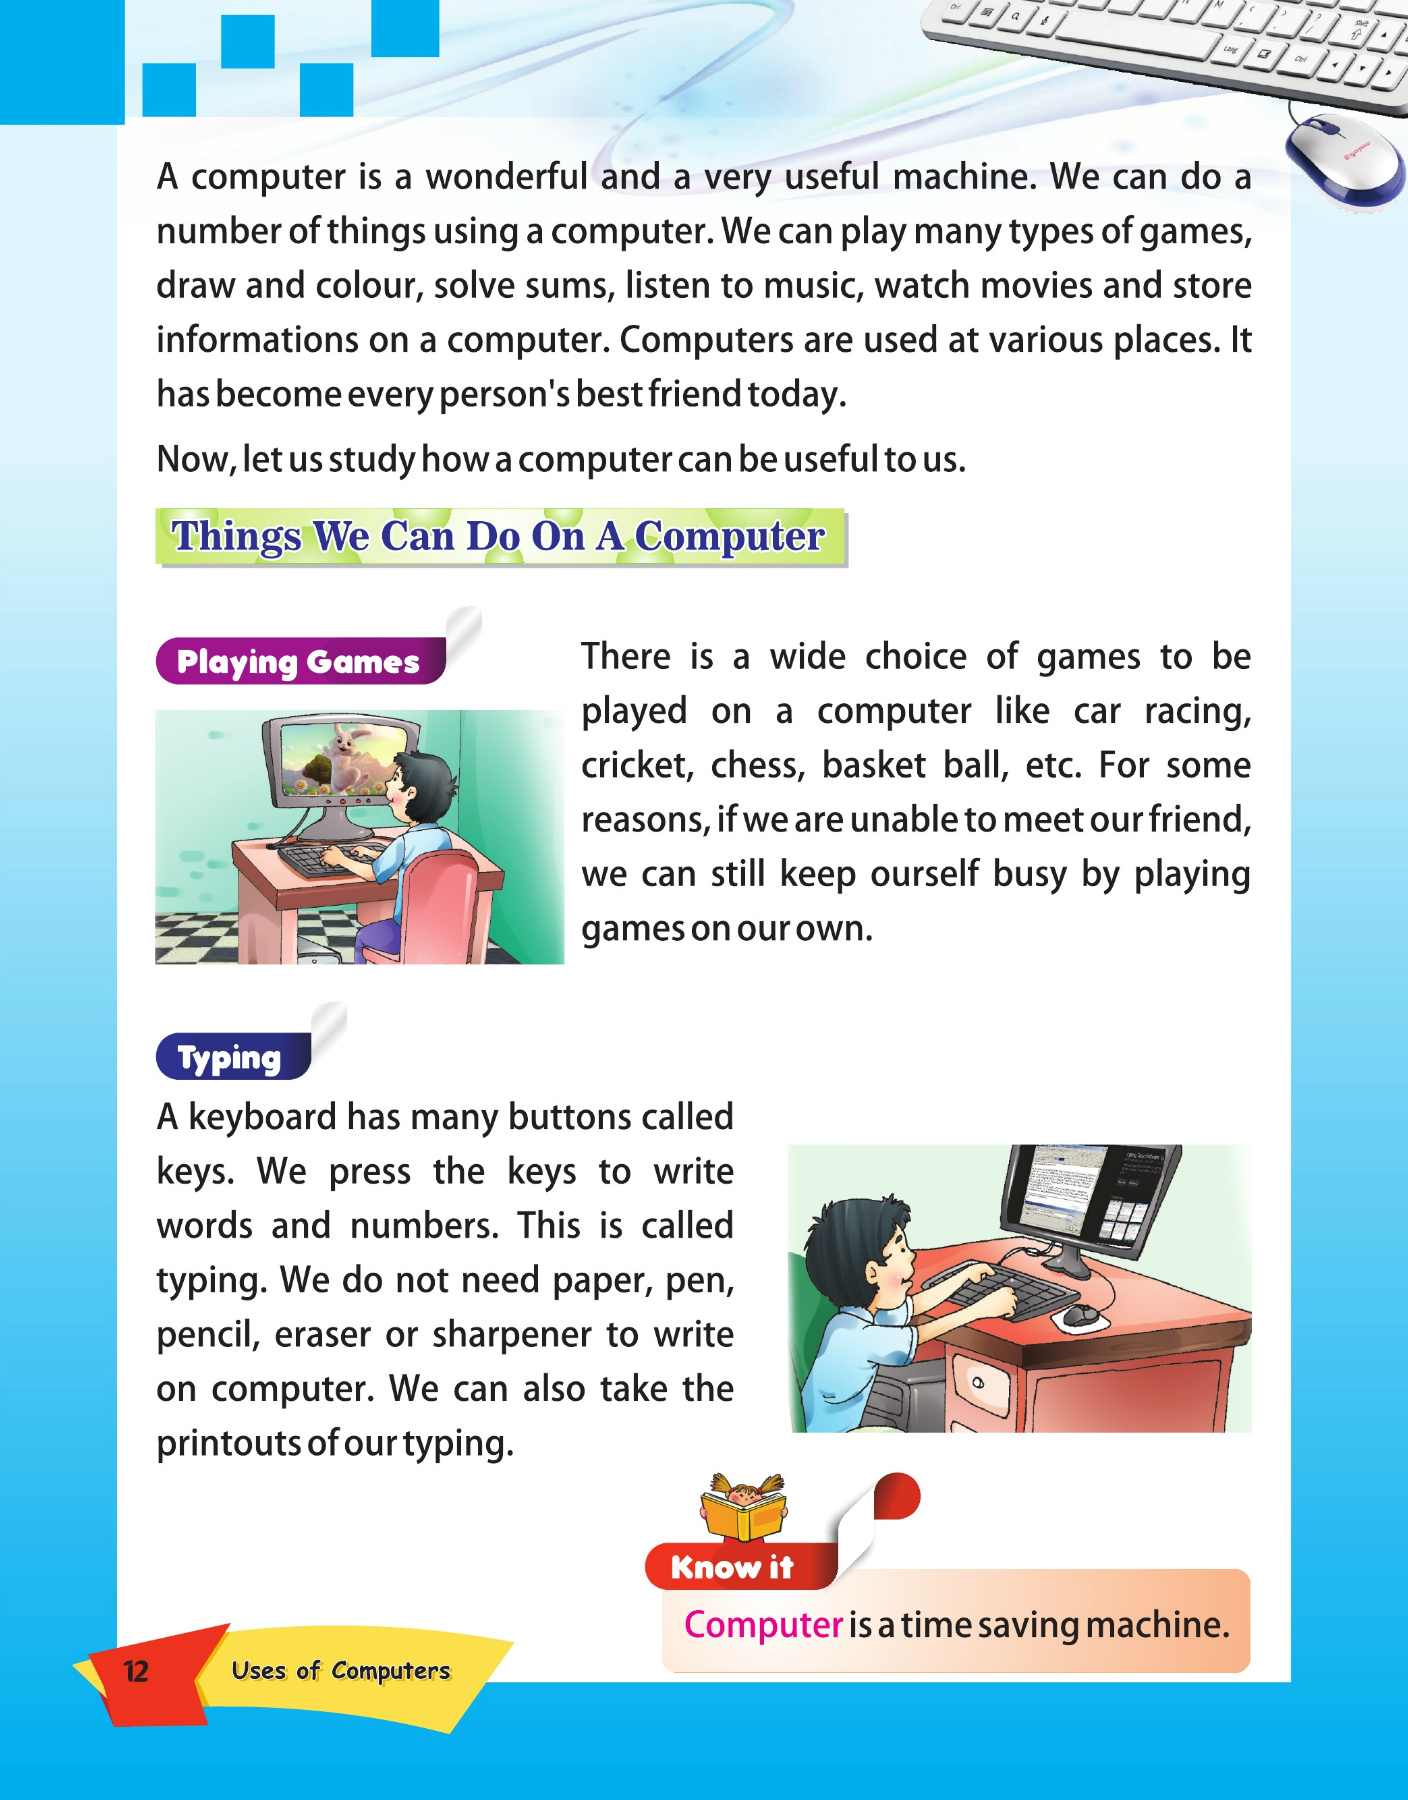 A computer is a wonderful and a very useful machine. We can do a
number of things using a computer. We can play many types of games,
draw and colour, solve sums, listen to music, watch movies and store
informations on a computer. Computers are used at various places. It
has become every person's best friend today.
Now, let us study how a computer can be useful to us.
Things We Can Do On A Computer
Playing Games
There is a wide choice of games to be
played on a computer like car racing,
cricket, chess, basket ball, etc. For some
reasons, if we are unable to meet our friend,
we can still keep ourself busy by playing
games on our own.
Typing
A keyboard has many buttons called
keys. We press the keys to write
words and numbers. This is called
typing. We do not need paper, pen,
pencil, eraser or sharpener to write
on computer. We can also take the
printouts of our typing.
Know it
Computer is a time saving machine.
12
Uses of Computers